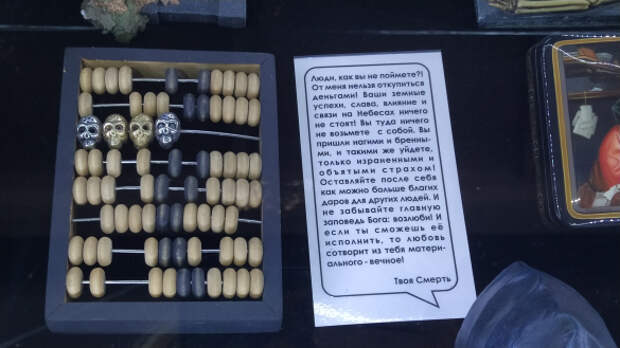 Люди, как вы не поймете?!
От меня нельзя откупиться
деньгами! Ваши земные
успехи, слава, влияние и
связи на Небесах ничего
не стоят! Вы туда ничего
не возьмете с собой. Вы
пришли нагими и бренны-
ми, и такими же уйдете,
только израненными и
объятыми страхом!
Оставляйте после себя
как можно больше благих
даров для других людей. И
не забывайте главную
заповедь Бога: возлюби! И
если ты сможешь её
исполнить, то любовь
сотворит из тебя матери-
ального - вечное!
Твоя Смерть